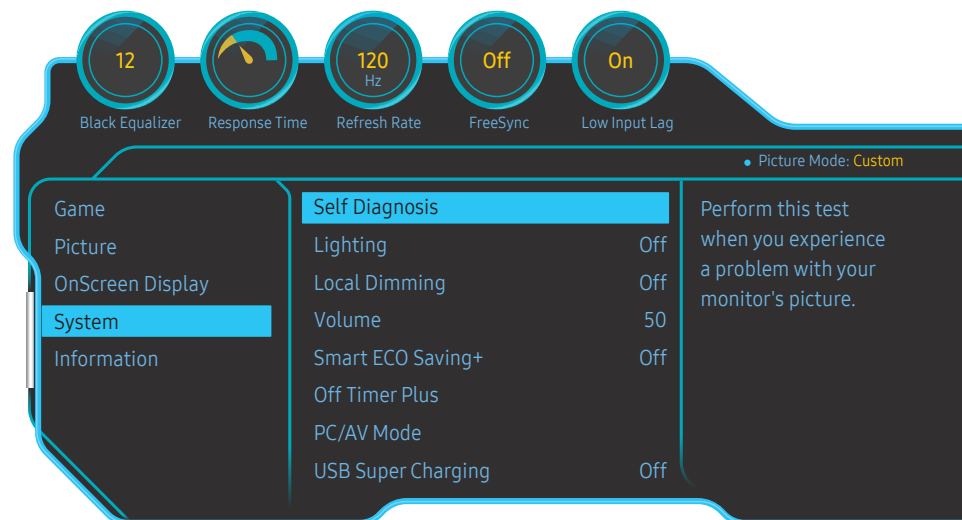 12
120
Hz
Off
On
Black Equalizer
Response Time
Refresh Rate
FreeSync
Low Input Lag
Picture Mode: Custom
Game
Picture
OnScreen Display
System
Information
Self Diagnosis
Lighting Off
Local Dimming Off
Volume 50
Smart ECO Saving+ Off
Off Timer Plus
PC/AV Mode
USB Super Charging Off
Perform this test
when you experience
a problem with your
monitor's picture.